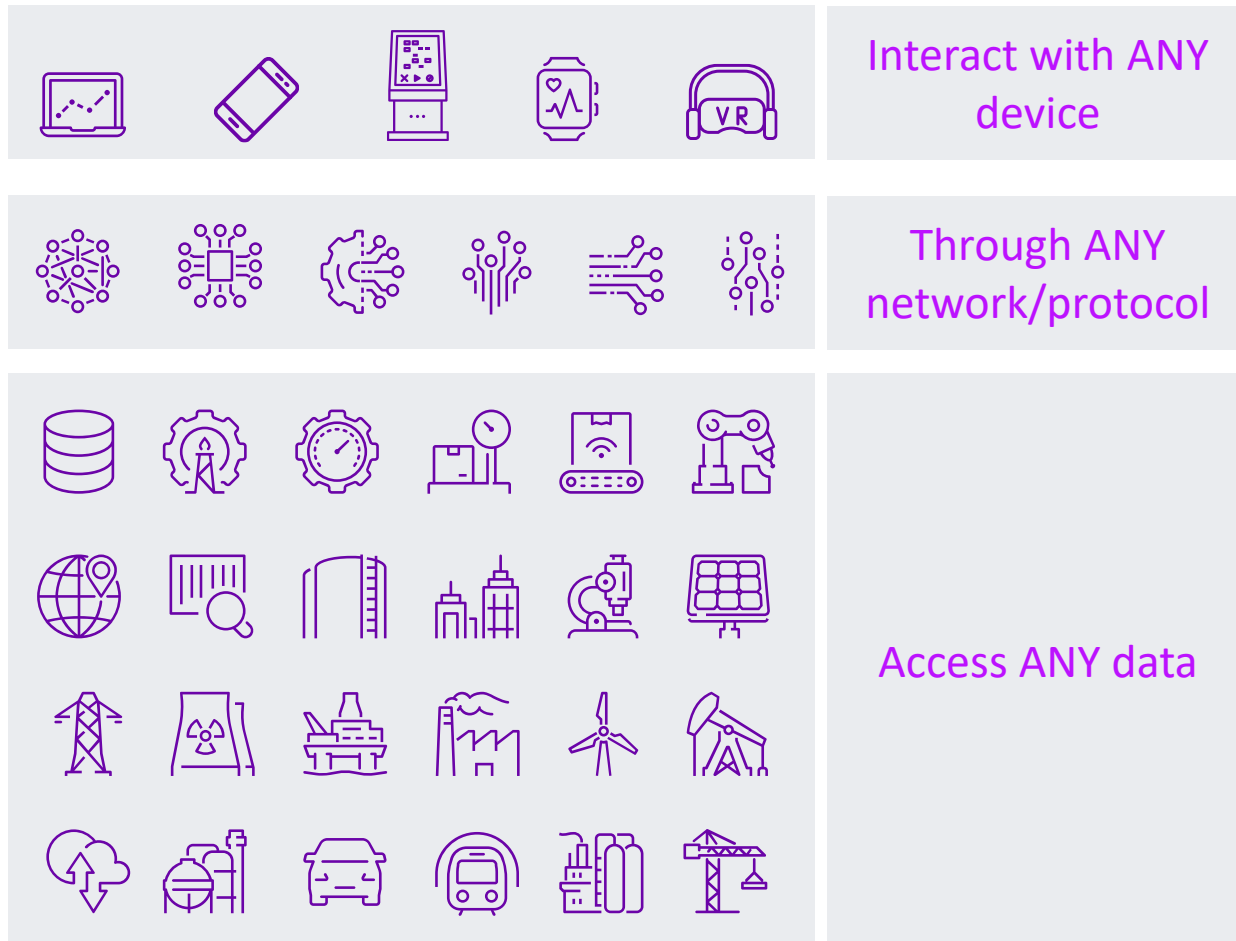 VR
Interact with ANY
device
Through ANY
network/protocol
Access ANY data